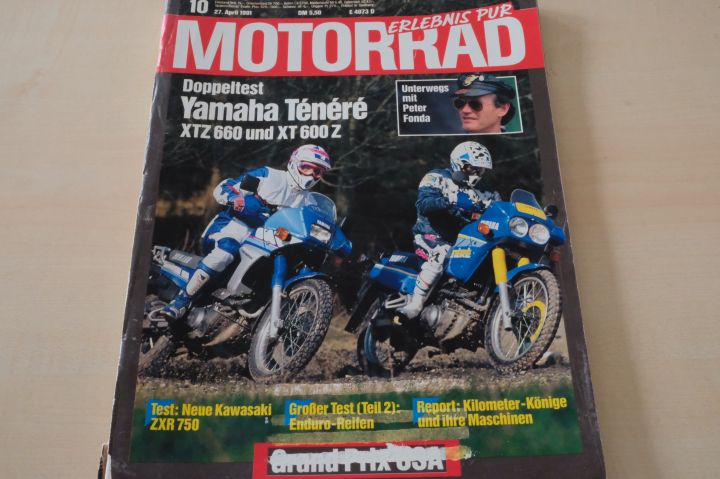 10
27. April 1991
DM 5,50
E 4973 D
ERLEBNIS PUR
MOTORRAD
Doppeltest
Yamaha Ténéré
XTZ 660 und XT 600 Z
Unterwegs
mit
Peter
Fonda
YAMAHA
Test: Neue Kawasaki
ZXR 750
Großer Test (Teil 2):
Enduro-Reifen
Report: Kilometer-Könige
und ihre Maschinen
Grand Prix USA